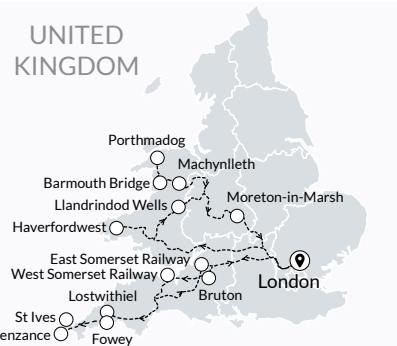 UNITED
KINGDOM
Porthmadog
Machynlleth
Barmouth Bridge
Moreton-in-Marsh
Llandrindod Wells
Haverfordwest
East Somerset Railway
West Somerset Railway
London
Lostwithiel
Bruton
St Ives
enzance
Fowey